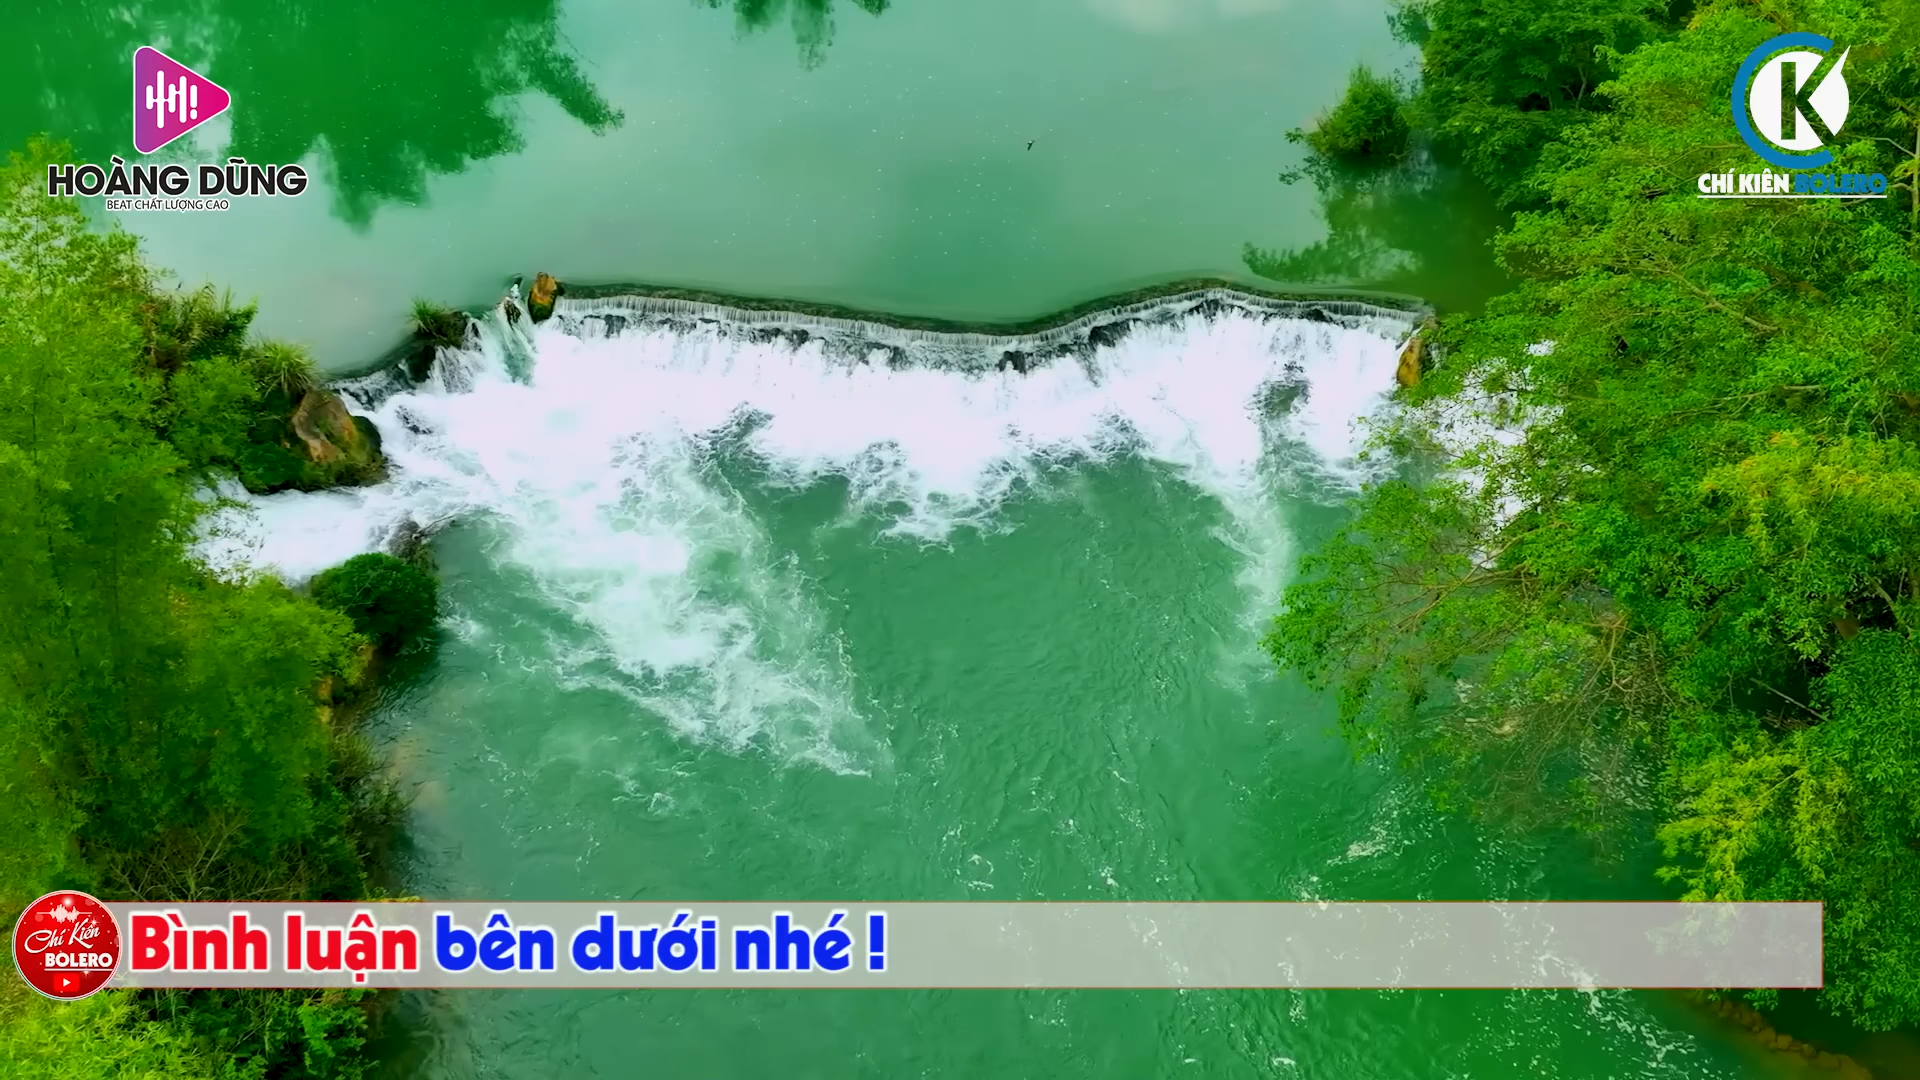 HOÀNG DŨNG
BEAT CHẤT LƯỢNG CAO
K
CHÍ KIÊN BOLERO
Chí Kiên
BOLERO
Bình luận bên dưới nhé !